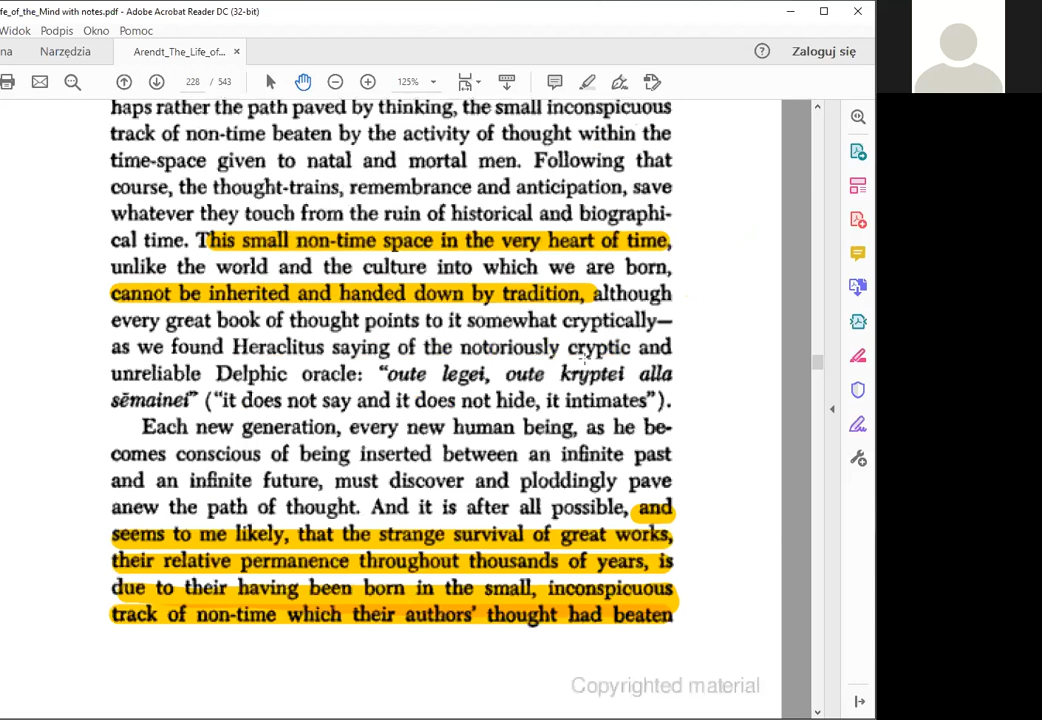 fe_of_the_Mind with notes.pdf - Adobe Acrobat Reader DC (32-bit)
Widok Podpis Okno Pomoc
na Narzędzia Arendt_The_Life_of... × Zaloguj się
228 / 543 125%
haps rather the path paved by thinking, the small inconspicuous
track of non-time beaten by the activity of thought within the
time-space given to natal and mortal men. Following that
course, the thought-trains, remembrance and anticipation, save
whatever they touch from the ruin of historical and biographi-
cal time. This small non-time space in the very heart of time,
unlike the world and the culture into which we are born,
cannot be inherited and handed down by tradition, although
every great book of thought points to it somewhat cryptically—
as we found Heraclitus saying of the notoriously cryptic and
unreliable Delphic oracle: “oute legei, oute kryptei alla
sēmainei” (“it does not say and it does not hide, it intimates”).
Each new generation, every new human being, as he be-
comes conscious of being inserted between an infinite past
and an infinite future, must discover and ploddingly pave
anew the path of thought. And it is after all possible, and
seems to me likely, that the strange survival of great works,
their relative permanence throughout thousands of years, is
due to their having been born in the small, inconspicuous
track of non-time which their authors’ thought had beaten
Copyrighted material